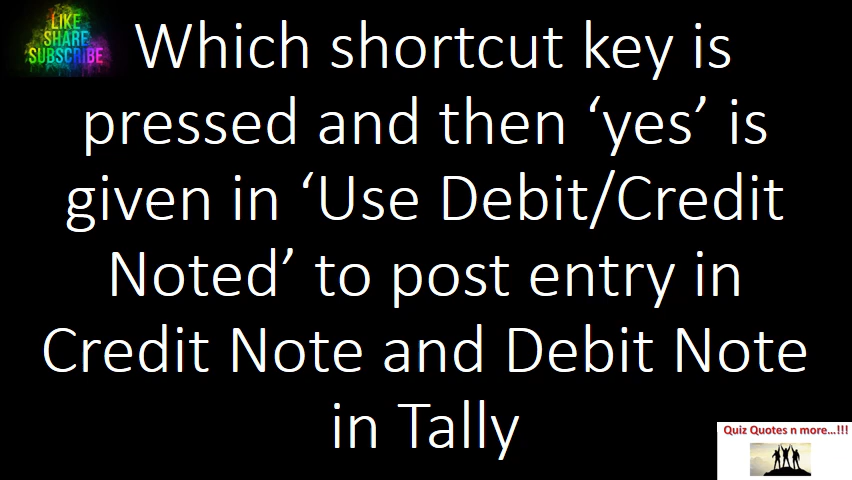 LIKE
SHARE
SUBSCRIBE
Which shortcut key is
pressed and then ‘yes’ is
given in ‘Use Debit/Credit
Noted’ to post entry in
Credit Note and Debit Note
in Tally
Quiz Quotes n more...!!!